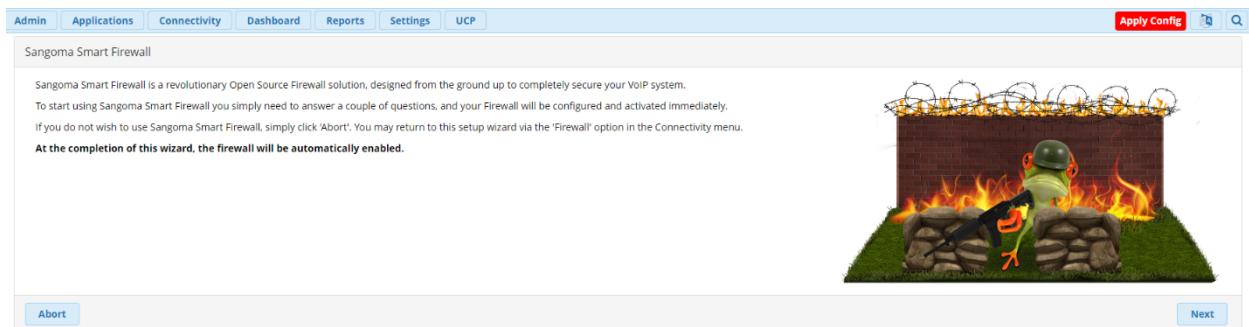 Admin Applications Connectivity Dashboard Reports Settings UCP Apply Config
Sangoma Smart Firewall
Sangoma Smart Firewall is a revolutionary Open Source Firewall solution, designed from the ground up to completely secure your VoIP system.
To start using Sangoma Smart Firewall you simply need to answer a couple of questions, and your Firewall will be configured and activated immediately.
If you do not wish to use Sangoma Smart Firewall, simply click 'Abort'. You may return to this setup wizard via the 'Firewall' option in the Connectivity menu.
At the completion of this wizard, the firewall will be automatically enabled.
Abort Next